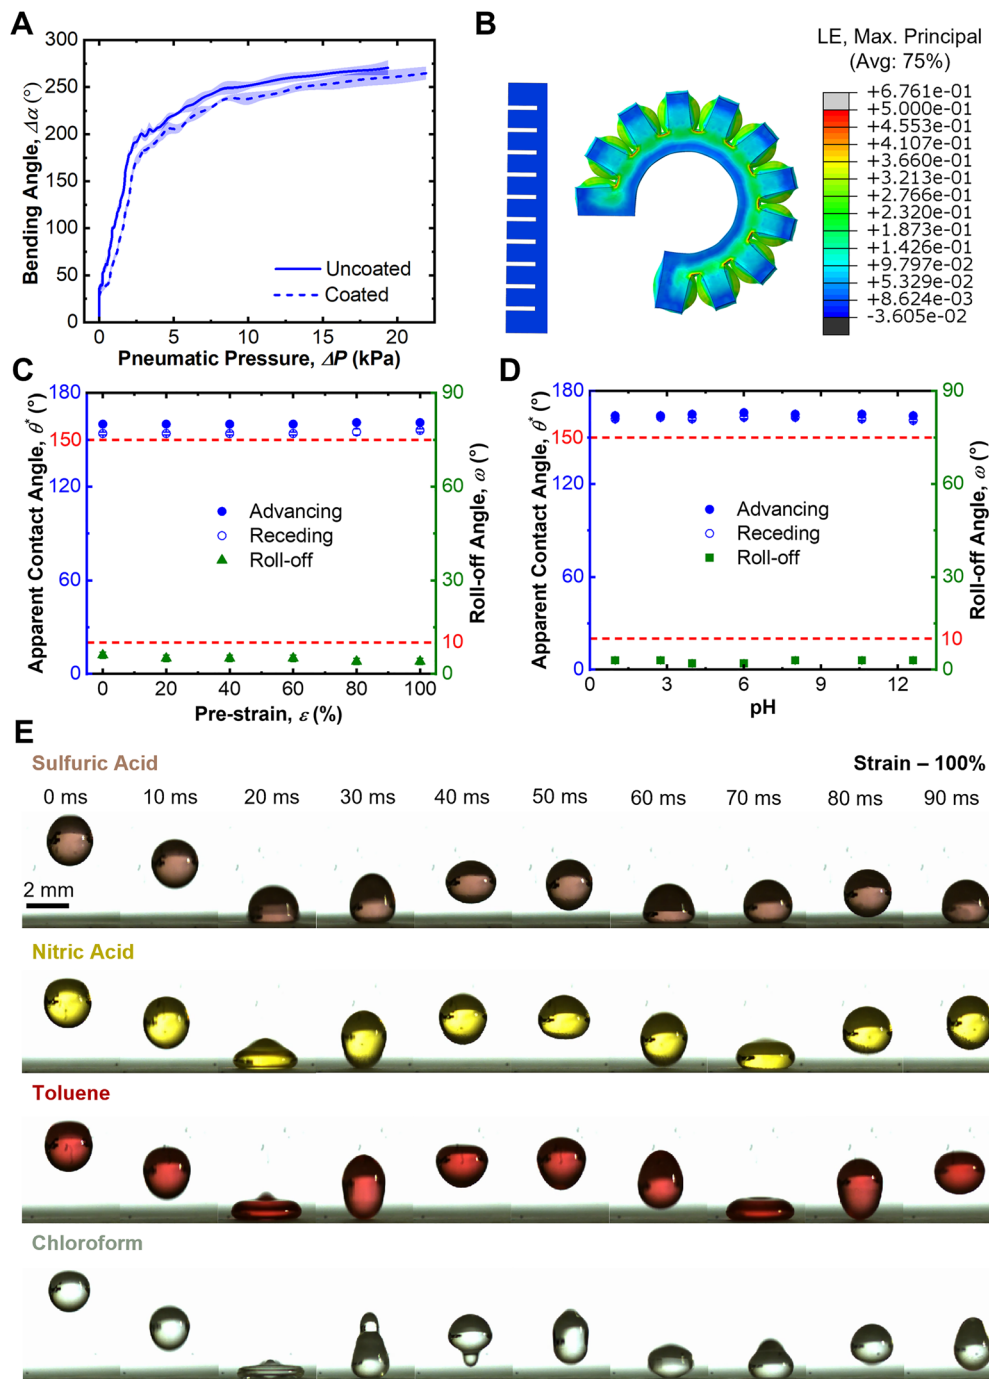 A
300
250
200
150
100
50
0
Bending Angle, Δα (°)
Uncoated
Coated
0 5 10 15 20
Pneumatic Pressure, ΔP (kPa)
B
LE, Max. Principal
(Avg: 75%)
+6.761e-01
+5.000e-01
+4.553e-01
+4.107e-01
+3.660e-01
+3.213e-01
+2.766e-01
+2.320e-01
+1.873e-01
+1.426e-01
+9.797e-02
+5.329e-02
+8.624e-03
-3.605e-02
C
180
150
120
90
60
0
Apparent Contact Angle, θ* (°)
Advancing
Receding
Roll-off
90
60
30
10
0
Roll-off Angle, ω (°)
0 20 40 60 80 100
Pre-strain, ε (%)
D
180
150
120
90
60
0
Apparent Contact Angle, θ* (°)
Advancing
Receding
Roll-off
90
60
30
10
0
Roll-off Angle, ω (°)
0 3 6 9 12
pH
E
Sulfuric Acid
Strain – 100%
0 ms 10 ms 20 ms 30 ms 40 ms 50 ms 60 ms 70 ms 80 ms 90 ms
2 mm
Nitric Acid
Toluene
Chloroform